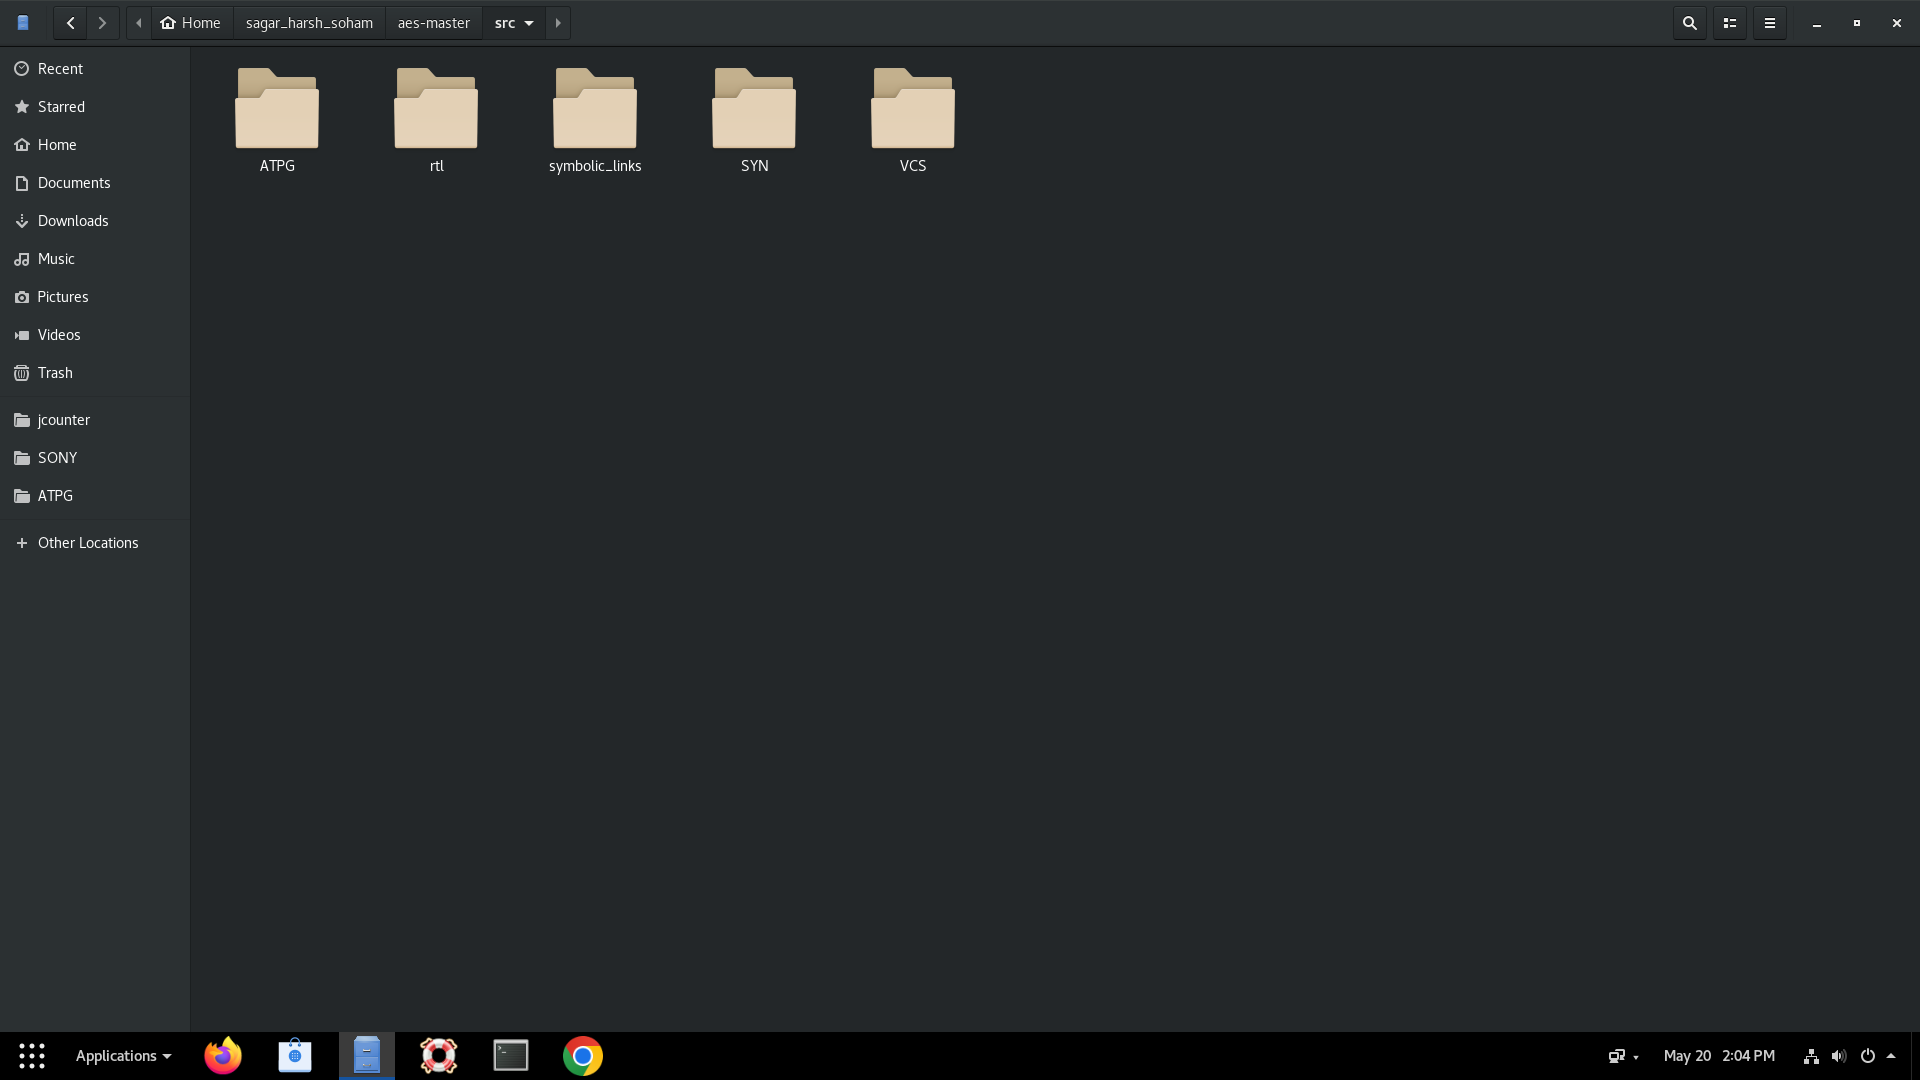 Home sagar_harsh_soham aes-master src
Recent
Starred
Home
Documents
Downloads
Music
Pictures
Videos
Trash
jcounter
SONY
ATPG
Other Locations
ATPG rtl symbolic_links SYN VCS
Applications May 20 2:04 PM